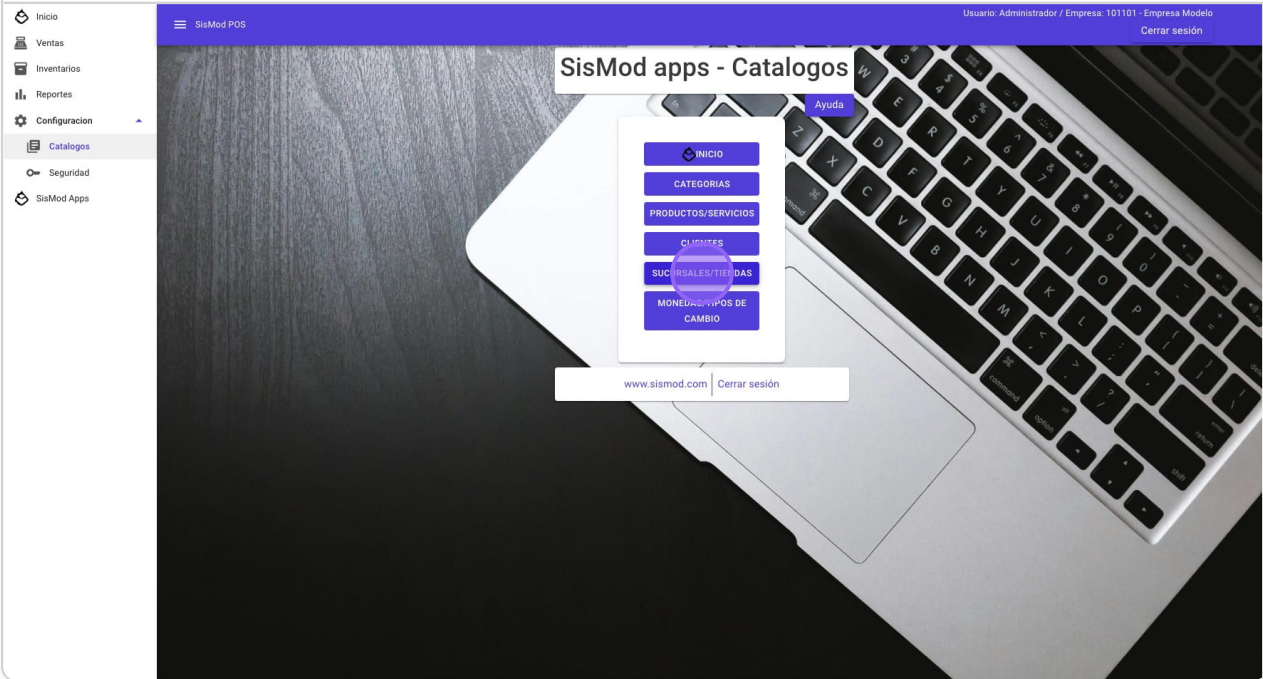 Inicio
Ventas
Inventarios
Reportes
Configuracion
Catalogos
Seguridad
SisMod Apps
SisMod POS
Usuario: Administrador / Empresa: 101101 - Empresa Modelo
Cerrar sesión
SisMod apps - Catalogos
Ayuda
INICIO
CATEGORIAS
PRODUCTOS/SERVICIOS
CLIENTES
SUCURSALES/TIENDAS
MONEDAS/TIPOS DE
CAMBIO
www.sismod.com | Cerrar sesión